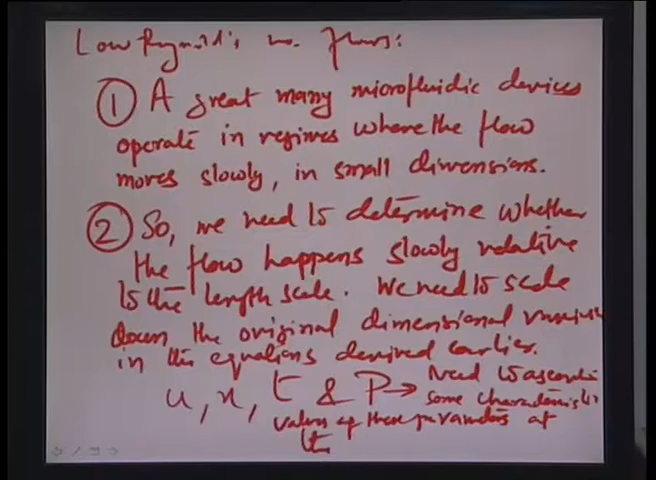 Low Reynold's no. flows:
① A great many microfluidic devices
operate in regimes where the flow
moves slowly, in small dimensions.
② So, we need to determine whether
the flow happens slowly relative
to the length scale. We need to scale
down the original dimensional
in the equations derived earlier.
u, x, t & P → Need to
some
values of these parameters at
the